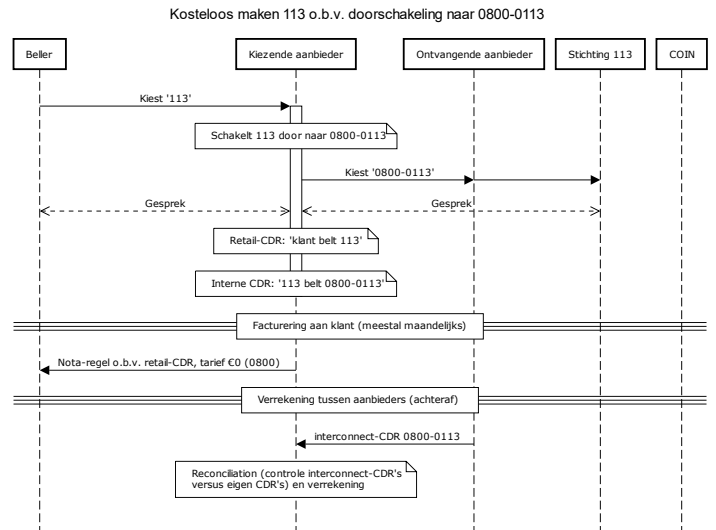 Kosteloos maken 113 o.b.v. doorschakeling naar 0800-0113
Beller
Kiezende aanbieder
Ontvangende aanbieder
Stichting 113
COIN
Kiest '113'
Schakelt 113 door naar 0800-0113
Kiest '0800-0113'
Gesprek
Gesprek
Retail-CDR: 'klant belt 113'
Interne CDR: '113 belt 0800-0113'
Facturering aan klant (meestal maandelijks)
Nota-regel o.b.v. retail-CDR, tarief €0 (0800)
Verrekening tussen aanbieders (achteraf)
interconnect-CDR 0800-0113
Reconciliation (controle interconnect-CDR's
versus eigen CDR's) en verrekening